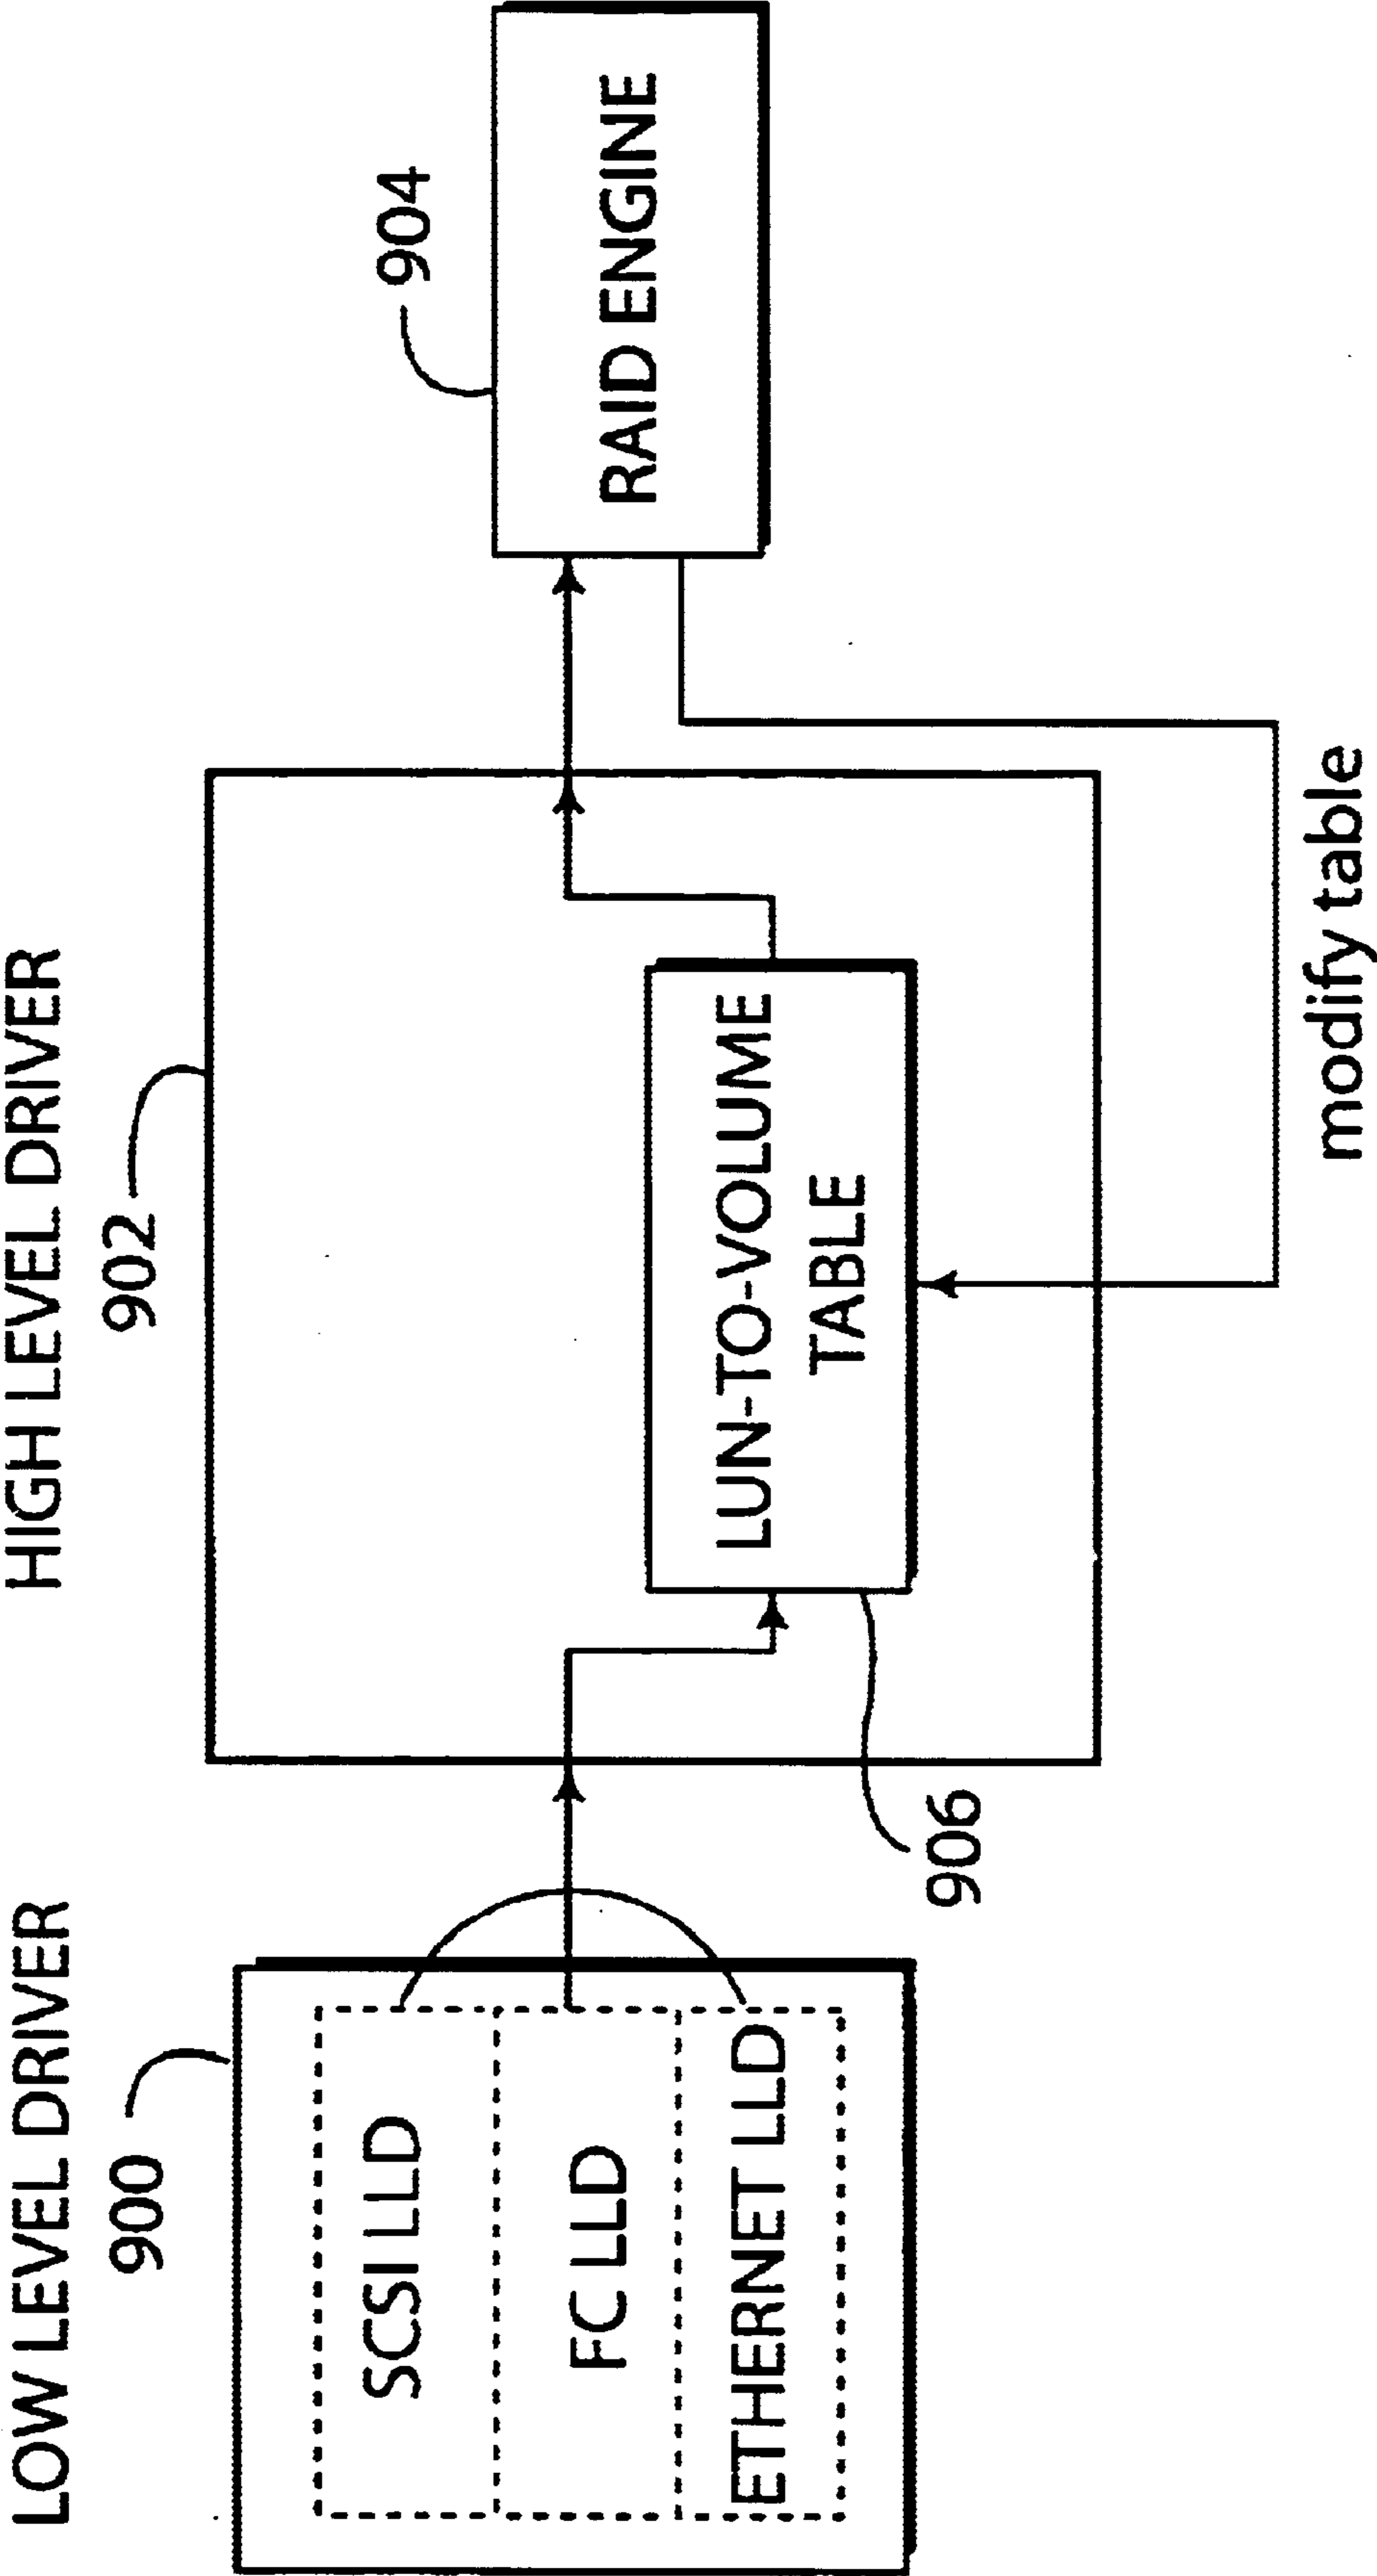 LOW LEVEL DRIVER
900
SCSI LLD
FC LLD
ETHERNET LLD
HIGH LEVEL DRIVER
902
LUN-TO-VOLUME
TABLE
906
904
RAID ENGINE
modify table